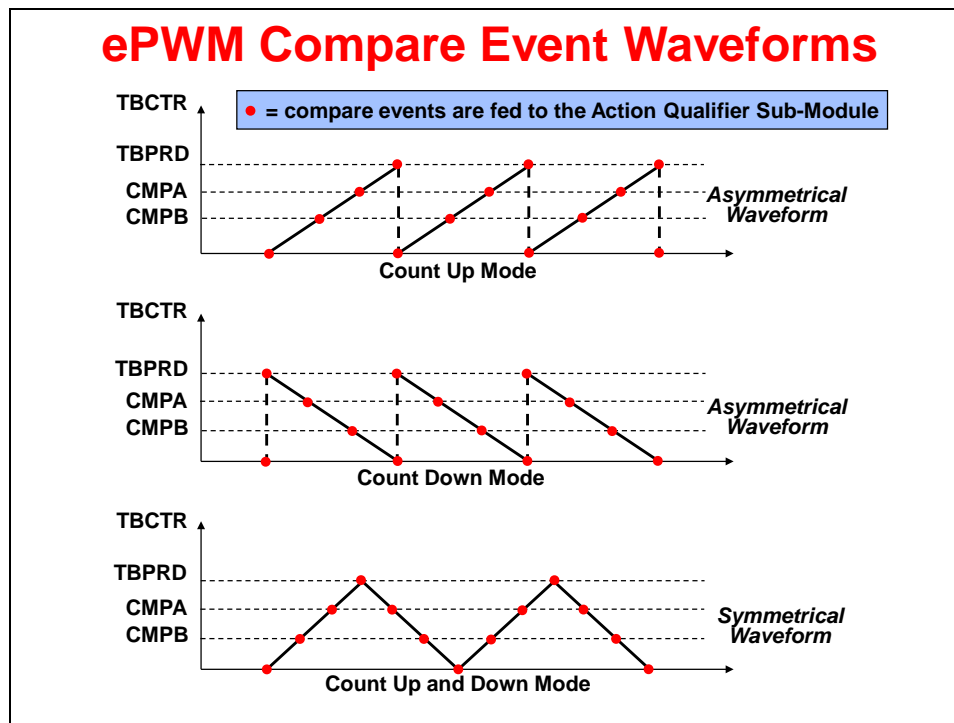 ePWM Compare Event Waveforms
TBCTR
= compare events are fed to the Action Qualifier Sub-Module
TBPRD
CMPA
CMPB
Asymmetrical
Waveform
Count Up Mode
TBCTR
TBPRD
CMPA
CMPB
Asymmetrical
Waveform
Count Down Mode
TBCTR
TBPRD
CMPA
CMPB
Symmetrical
Waveform
Count Up and Down Mode